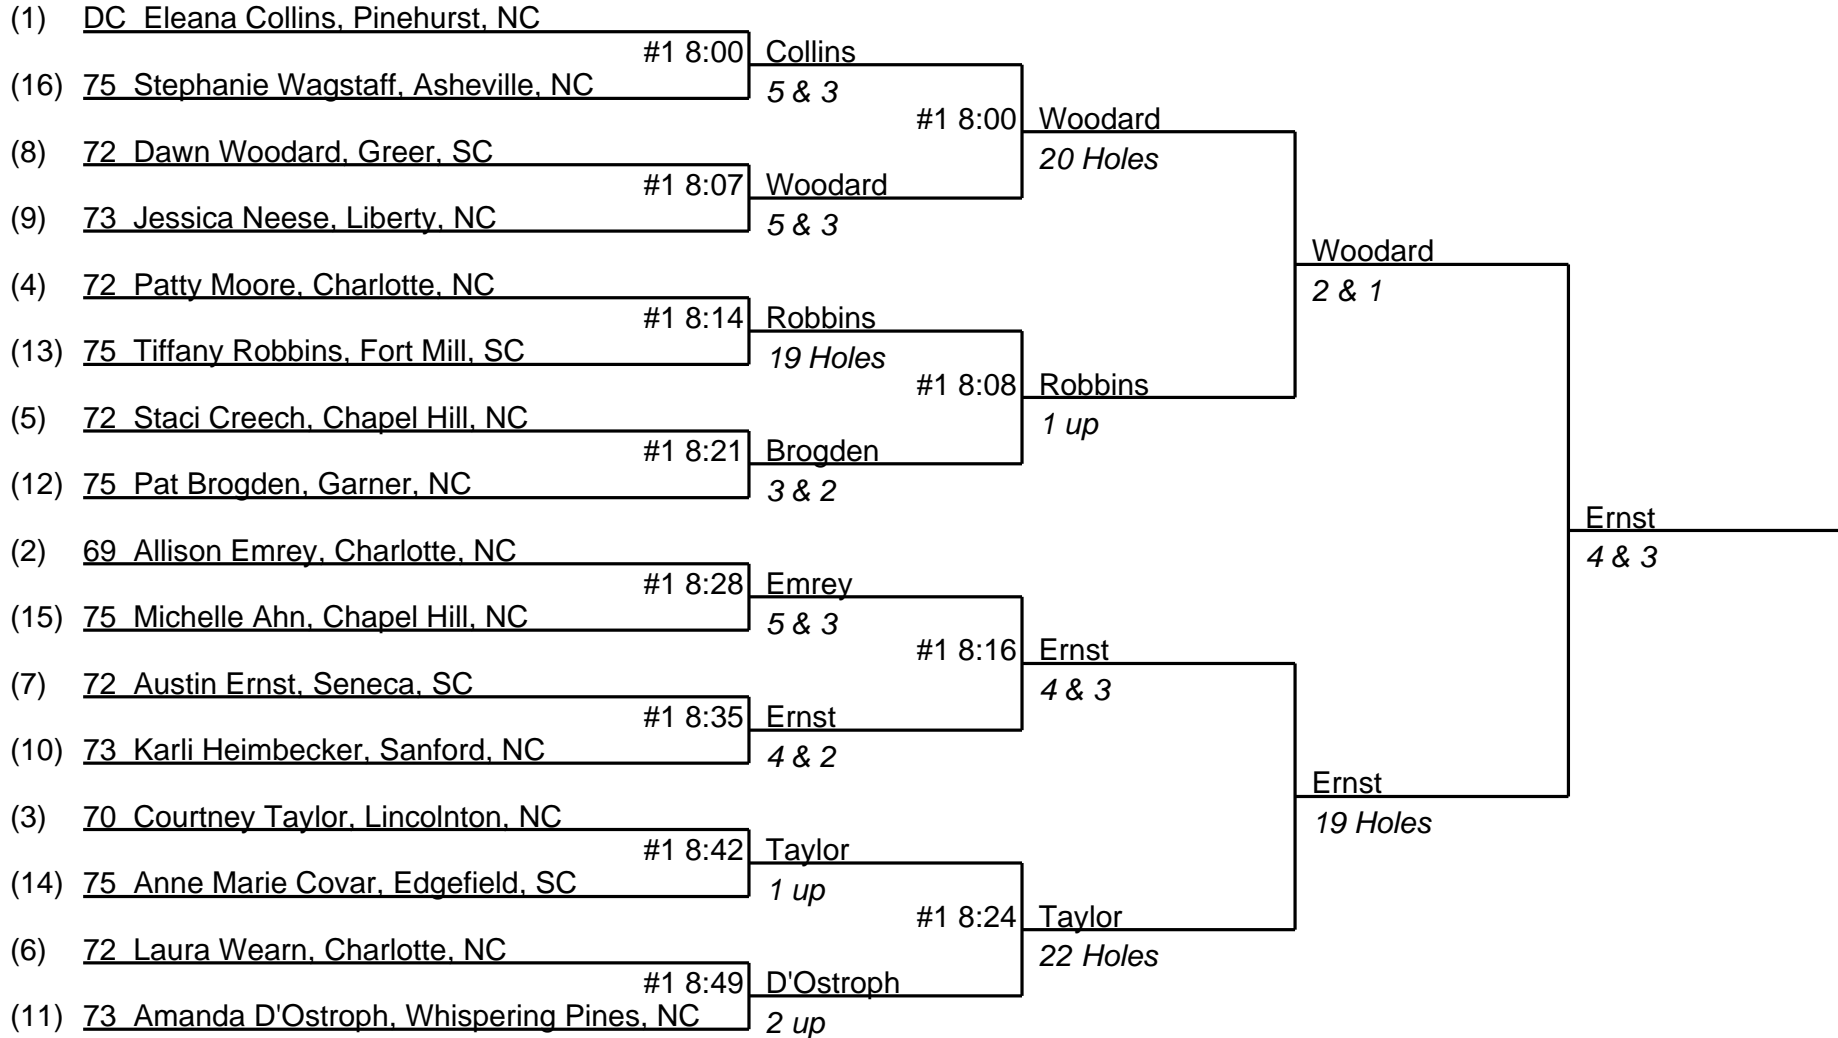 (1) DC Eleana Collins, Pinehurst, NC
#1 8:00 Collins
(16) 75 Stephanie Wagstaff, Asheville, NC
5 & 3
#1 8:00 Woodard
(8) 72 Dawn Woodard, Greer, SC
20 Holes
#1 8:07 Woodard
(9) 73 Jessica Neese, Liberty, NC
5 & 3
Woodard
(4) 72 Patty Moore, Charlotte, NC
2 & 1
#1 8:14 Robbins
(13) 75 Tiffany Robbins, Fort Mill, SC
19 Holes
#1 8:08 Robbins
(5) 72 Staci Creech, Chapel Hill, NC
1 up
#1 8:21 Brogden
(12) 75 Pat Brogden, Garner, NC
3 & 2
Ernst
(2) 69 Allison Emrey, Charlotte, NC
4 & 3
#1 8:28 Emrey
(15) 75 Michelle Ahn, Chapel Hill, NC
5 & 3
#1 8:16 Ernst
(7) 72 Austin Ernst, Seneca, SC
4 & 3
#1 8:35 Ernst
(10) 73 Karli Heimbecker, Sanford, NC
4 & 2
Ernst
(3) 70 Courtney Taylor, Lincolnton, NC
19 Holes
#1 8:42 Taylor
(14) 75 Anne Marie Covar, Edgefield, SC
1 up
#1 8:24 Taylor
(6) 72 Laura Wearn, Charlotte, NC
22 Holes
#1 8:49 D'Ostroph
(11) 73 Amanda D'Ostroph, Whispering Pines, NC
2 up